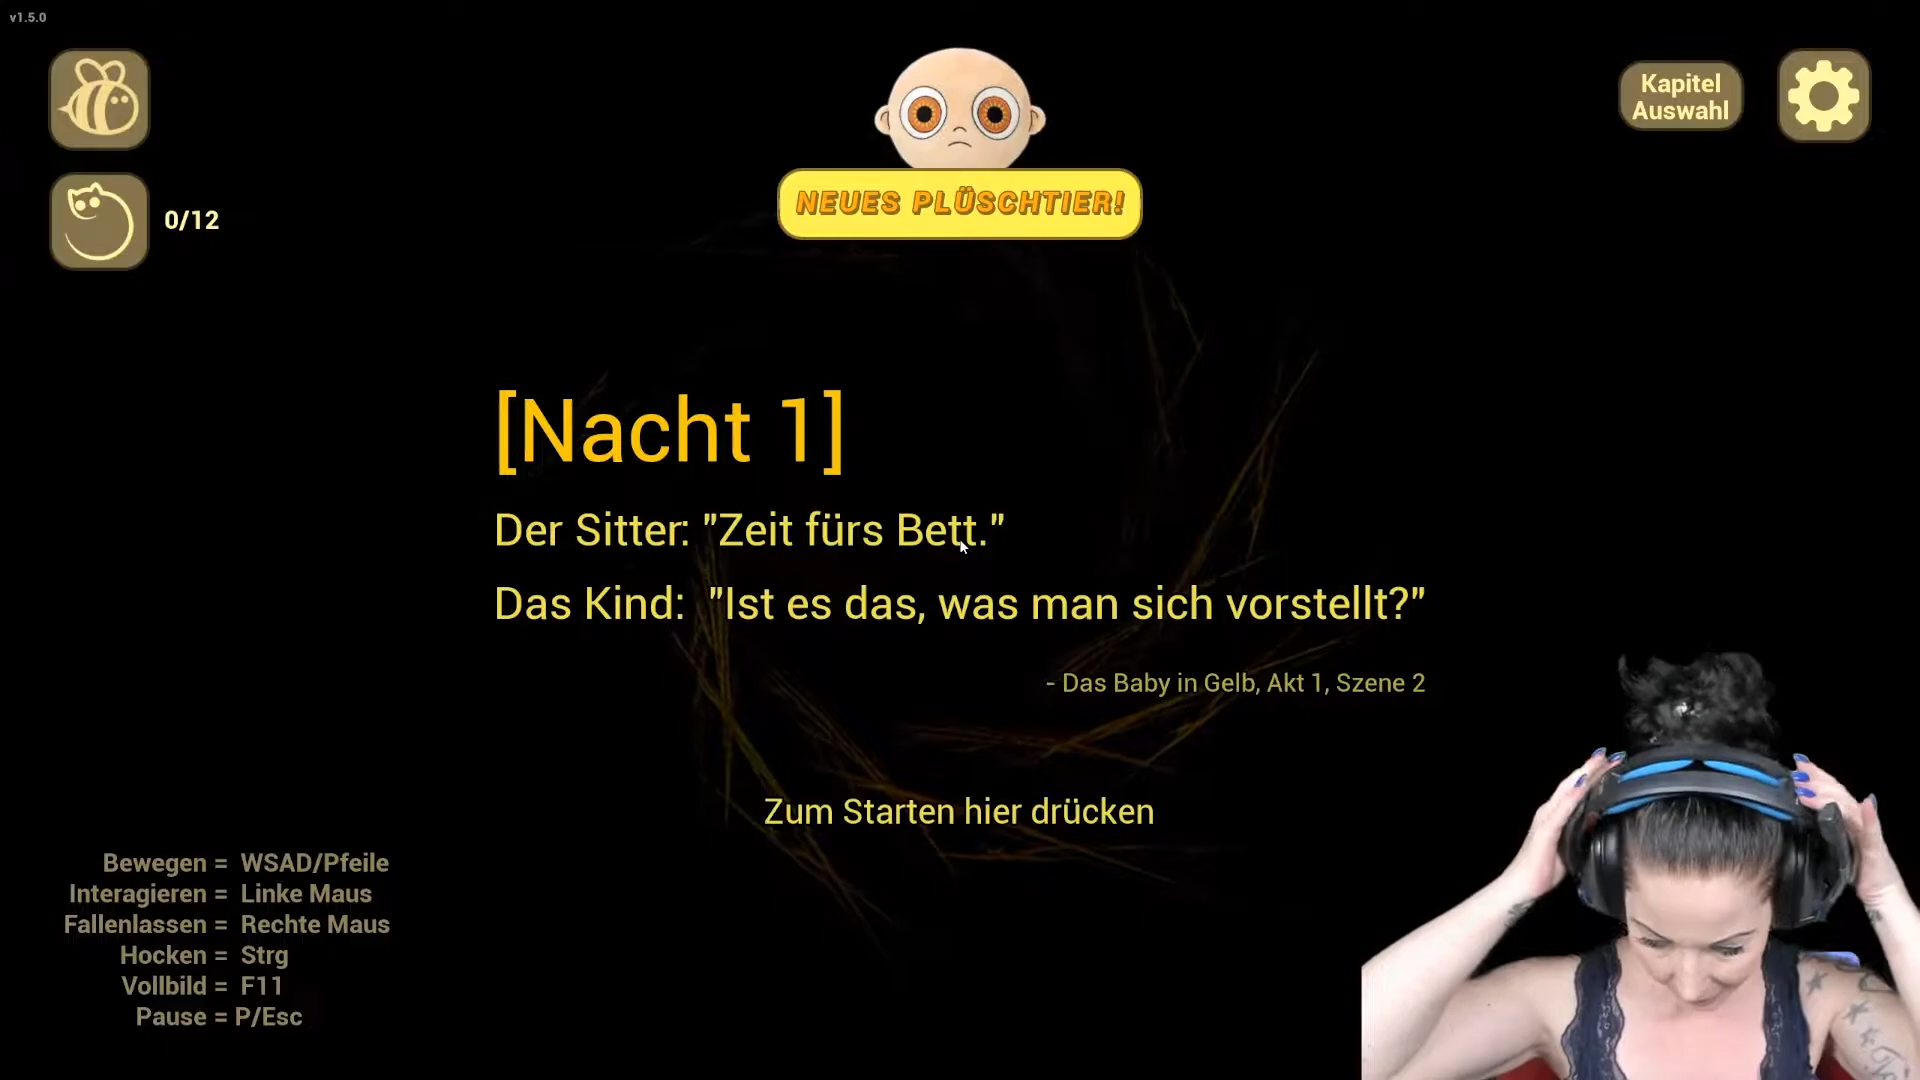 v1.5.0
Kapitel
Auswahl
NEUES PLÜSCHTIER!
0/12
[Nacht 1]
Der Sitter: "Zeit fürs Bett."
Das Kind: "Ist es das, was man sich vorstellt?"
- Das Baby in Gelb, Akt 1, Szene 2
Zum Starten hier drücken
Bewegen = WSAD/Pfeile
Interagieren = Linke Maus
Fallenlassen = Rechte Maus
Hocken = Strg
Vollbild = F11
Pause = P/Esc